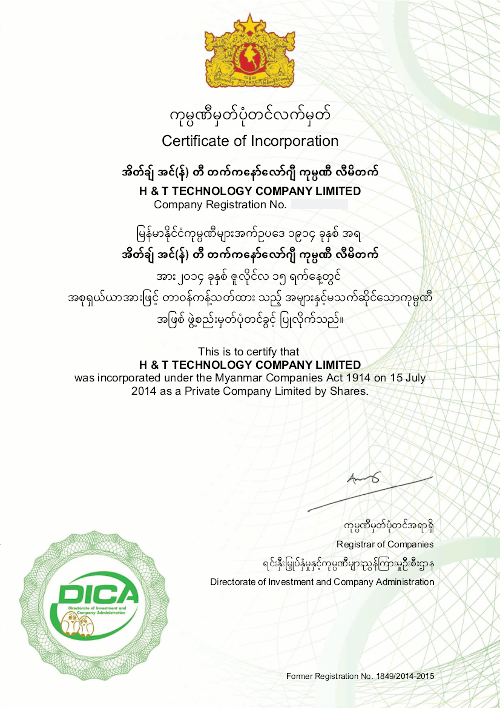 ကုမ္ပဏီမှတ်ပုံတင်လက်မှတ်
Certificate of Incorporation
အိတ်ချ် အင်(န်) တီ တက်ကနော်လော်ဂျီ ကုမ္ပဏီ လီမိတက်
H & T TECHNOLOGY COMPANY LIMITED
Company Registration No.
မြန်မာနိုင်ငံကုမ္ပဏီများအက်ဥပဒေ ၁၉၁၄ ခုနှစ် အရ
အိတ်ချ် အင်(န်) တီ တက်ကနော်လော်ဂျီ ကုမ္ပဏီ လီမိတက်
အား ၂၀၁၄ ခုနှစ် ဇူလိုင်လ ၁၅ ရက်နေ့တွင်
အစုရှယ်ယာအားဖြင့် တာဝန်ကန့်သတ်ထား သည့် အများနှင့်မသက်ဆိုင်သောကုမ္ပဏီ
အဖြစ် ဖွဲ့စည်းမှတ်ပုံတင်ခွင့် ပြုလိုက်သည်။
This is to certify that
H & T TECHNOLOGY COMPANY LIMITED
was incorporated under the Myanmar Companies Act 1914 on 15 July
2014 as a Private Company Limited by Shares.
ကုမ္ပဏီမှတ်ပုံတင်အရာရှိ
Registrar of Companies
ရင်းနှီးမြှုပ်နှံမှုနှင့်ကုမ္ပဏီများညွှန်ကြားမှုဦးစီးဌာန
Directorate of Investment and Company Administration
DICA
Directorate of Investment and
Company Administration
Former Registration No. 1849/2014-2015